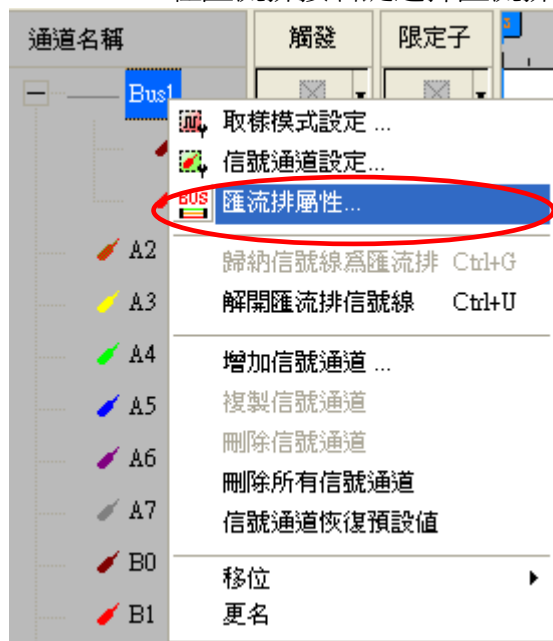 通道名稱 觸發 限定子
Bus1
取樣模式設定 ...
信號通道設定...
BUS 匯流排屬性...
A2 歸納信號線為匯流排 Ctrl+G
A3 解開匯流排信號線 Ctrl+U
A4 增加信號通道 ...
A5 複製信號通道
A6 刪除信號通道
刪除所有信號通道
A7 信號通道恢復預設值
B0 移位
B1 更名